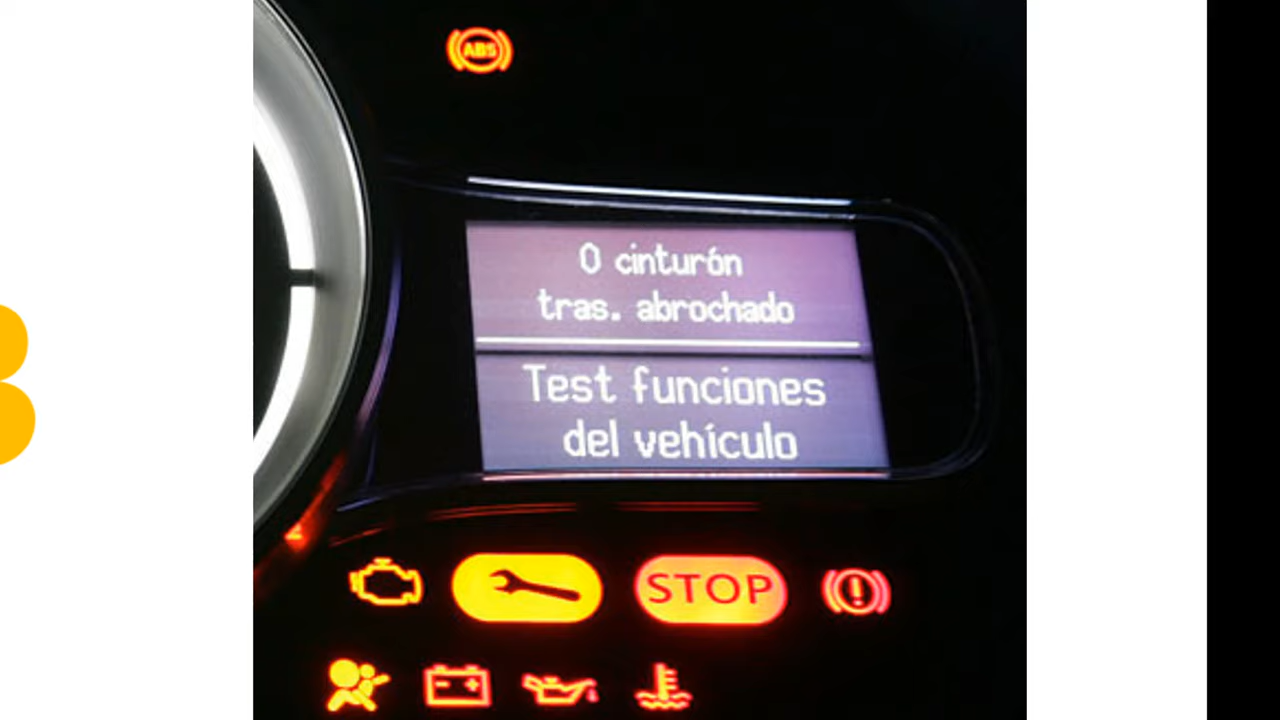 ABS
0 cinturón
tras. abrochado
Test funciones
del vehículo
STOP